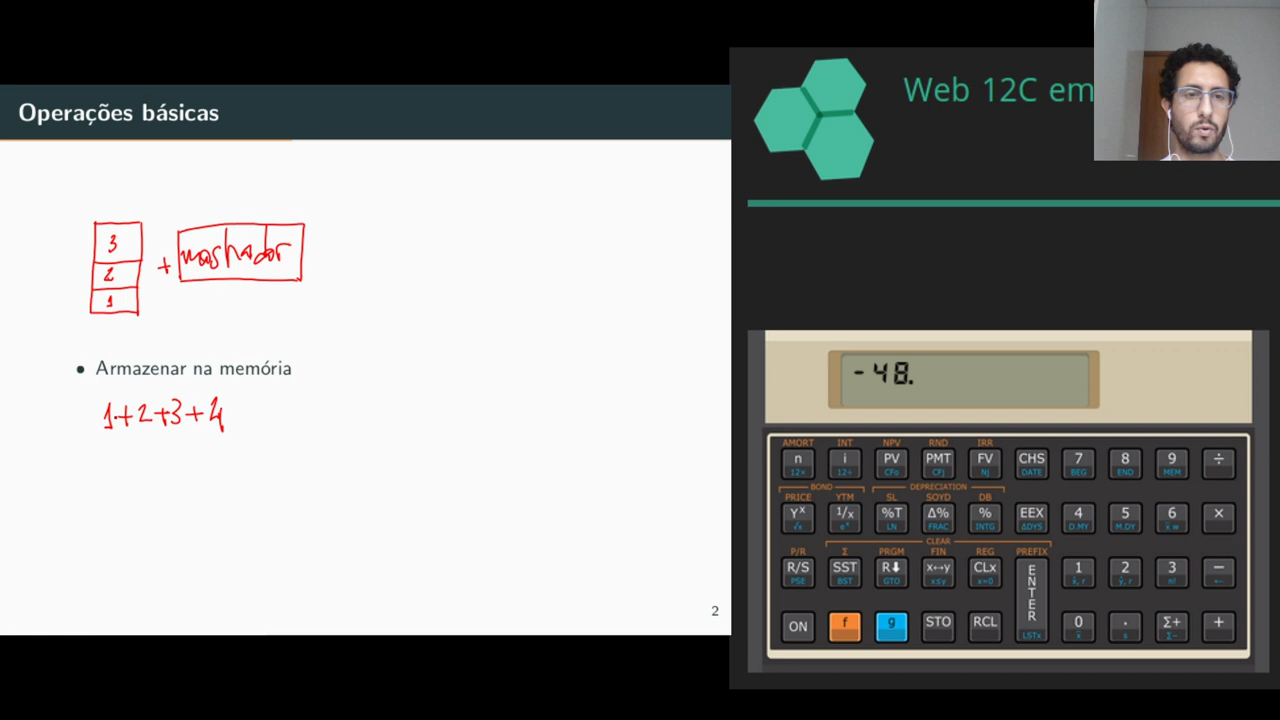 Operações básicas
3
2
1
+ mostrador
• Armazenar na memória
1+2+3+4
2
Web 12C em
-48.
AMORT INT NPV RND IRR
n i PV PMT FV CHS 7 8 9 ÷
12× 12÷ CFo CFj Nj DATE BEG END MEM
BOND DEPRECIATION
PRICE YTM SL SOYD DB
Yˣ 1/x %T Δ% % EEX 4 5 6 ×
√x eˣ LN FRAC INTG ΔDYS D.MY M.DY x̄ w
CLEAR
P/R Σ PRGM FIN REG PREFIX
R/S SST R⬇ x↔y CLx ENTER 1 2 3 −
PSE BST GTO x≤y x=0 x̂, r ŷ, r n! ←
ON f g STO RCL 0 . Σ+ +
LSTx x̄ s Σ−